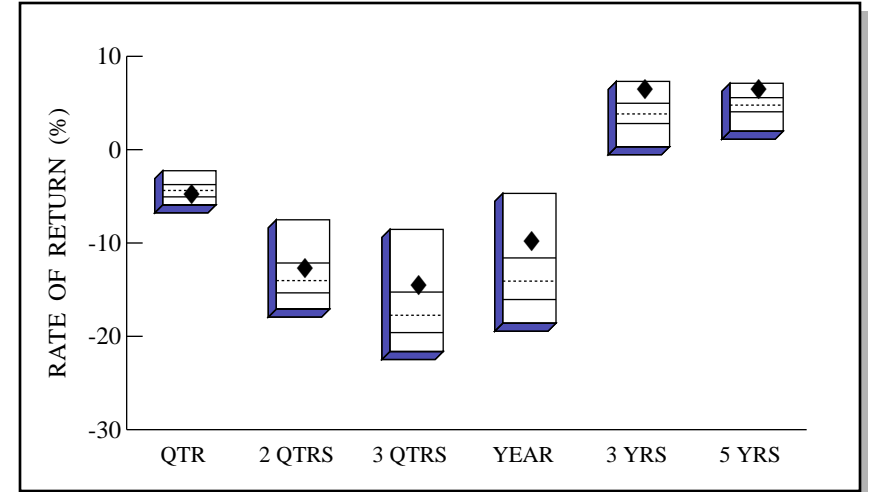 RATE OF RETURN (%)
10
0
-10
-20
-30
QTR 2 QTRS 3 QTRS YEAR 3 YRS 5 YRS